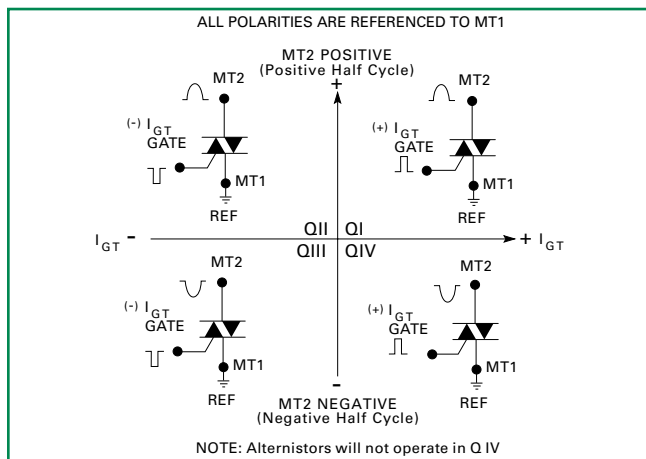 ALL POLARITIES ARE REFERENCED TO MT1
MT2 POSITIVE
(Positive Half Cycle)
+
MT2
(-) IGT
GATE
MT1
REF
MT2
(+) IGT
GATE
MT1
REF
QII QI
IGT -
+ IGT
QIII QIV
MT2
(-) IGT
GATE
MT1
REF
MT2
(+) IGT
GATE
MT1
REF
-
MT2 NEGATIVE
(Negative Half Cycle)
NOTE: Alternistors will not operate in Q IV